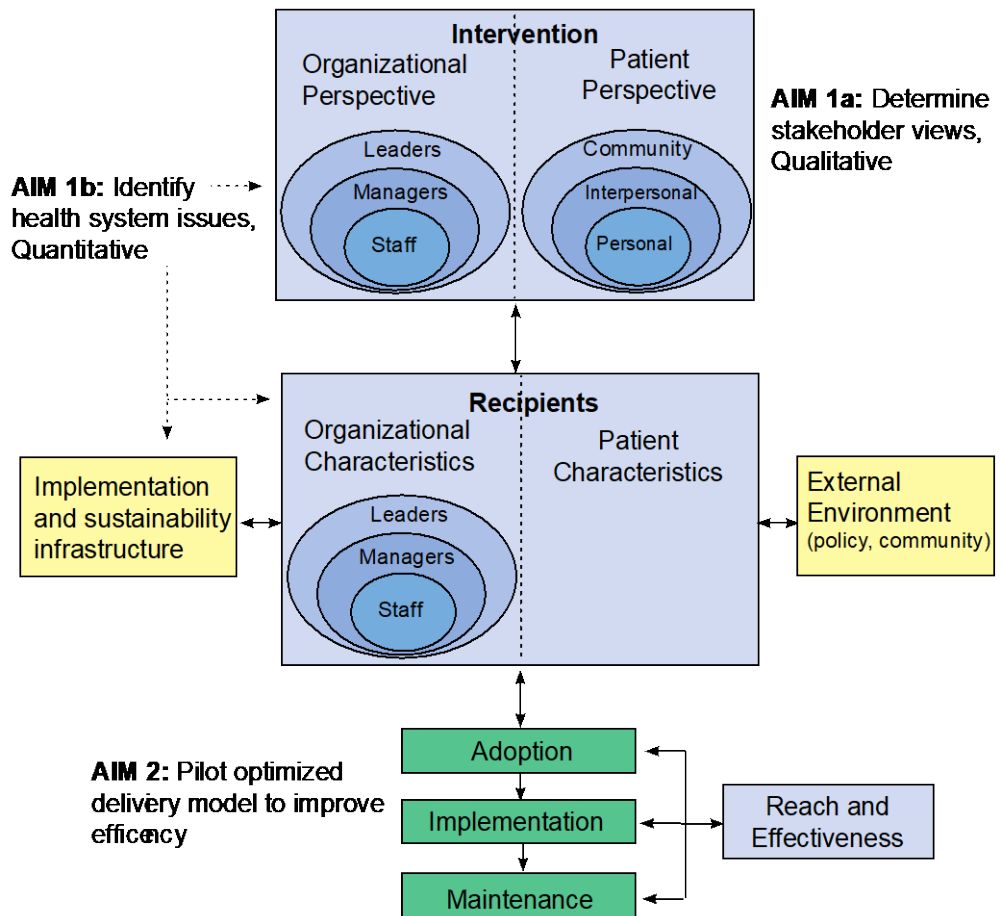 Intervention
Organizational
Perspective
Patient
Perspective
Leaders
Managers
Staff
Community
Interpersonal
Personal
AIM 1a: Determine
stakeholder views,
Qualitative
AIM 1b: Identify
health system issues,
Quantitative
Recipients
Organizational
Characteristics
Patient
Characteristics
Leaders
Managers
Staff
Implementation
and sustainability
infrastructure
External
Environment
(policy, community)
AIM 2: Pilot optimized
delivery model to improve
efficency
Adoption
Implementation
Maintenance
Reach and
Effectiveness